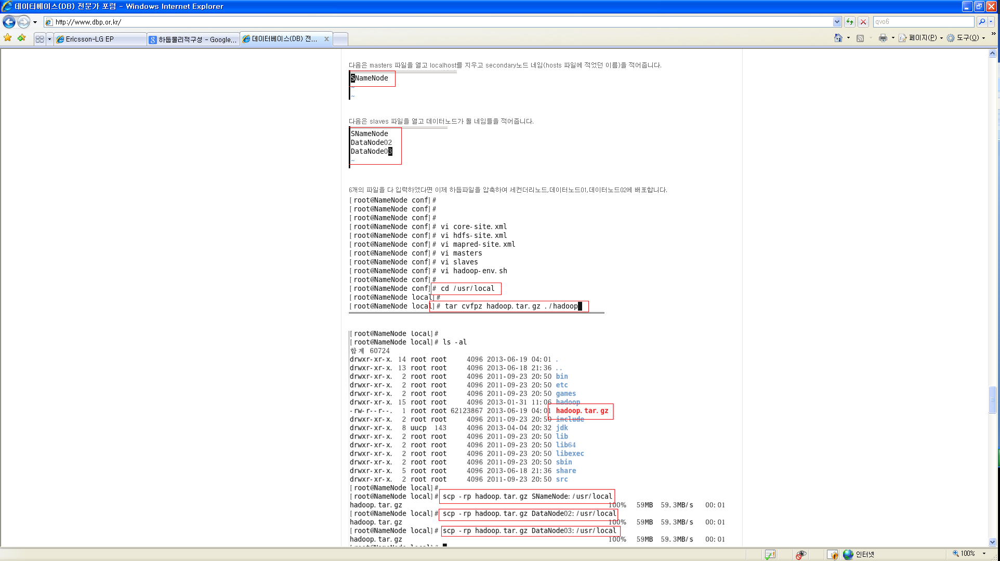 데이터베이스(DB) 전문가 포럼 - Windows Internet Explorer
http://www.dbp.or.kr/
qvo6
Ericsson-LG EP
하둡물리적구성 - Google...
데이터베이스(DB) 전...
페이지(P)
도구(O)
다음은 masters 파일을 열고 localhost를 지우고 secondary노드 네임(hosts 파일에 적었던 이름)을 적어줍니다.
SNameNode
~
~
다음은 slaves 파일을 열고 데이터노드가 될 네임들을 적어줍니다.
SNameNode
DataNode02
DataNode03
~
6개의 파일을 다 입력하였다면 이제 하둡파일을 압축하여 세컨더리노드,데이터노드01,데이터노드02에 배포합니다.
[root@NameNode conf]#
[root@NameNode conf]#
[root@NameNode conf]#
[root@NameNode conf]# vi core-site.xml
[root@NameNode conf]# vi hdfs-site.xml
[root@NameNode conf]# vi mapred-site.xml
[root@NameNode conf]# vi masters
[root@NameNode conf]# vi slaves
[root@NameNode conf]# vi hadoop-env.sh
[root@NameNode conf]#
[root@NameNode conf]# cd /usr/local
[root@NameNode local]#
[root@NameNode local]# tar cvfpz hadoop.tar.gz ./hadoop
[root@NameNode local]#
[root@NameNode local]# ls -al
합계 60724
drwxr-xr-x. 14 root root 4096 2013-06-19 04:01 .
drwxr-xr-x. 13 root root 4096 2013-06-18 21:36 ..
drwxr-xr-x. 2 root root 4096 2011-09-23 20:50 bin
drwxr-xr-x. 2 root root 4096 2011-09-23 20:50 etc
drwxr-xr-x. 2 root root 4096 2011-09-23 20:50 games
drwxr-xr-x. 15 root root 4096 2013-01-31 11:06 hadoop
-rw-r--r--. 1 root root 62123867 2013-06-19 04:01 hadoop.tar.gz
drwxr-xr-x. 2 root root 4096 2011-09-23 20:50 include
drwxr-xr-x. 8 uucp 143 4096 2013-04-04 20:32 jdk
drwxr-xr-x. 2 root root 4096 2011-09-23 20:50 lib
drwxr-xr-x. 2 root root 4096 2011-09-23 20:50 lib64
drwxr-xr-x. 2 root root 4096 2011-09-23 20:50 libexec
drwxr-xr-x. 2 root root 4096 2011-09-23 20:50 sbin
drwxr-xr-x. 5 root root 4096 2013-06-18 21:36 share
drwxr-xr-x. 2 root root 4096 2011-09-23 20:50 src
[root@NameNode local]#
[root@NameNode local]# scp -rp hadoop.tar.gz SNameNode:/usr/local
hadoop.tar.gz 100% 59MB 59.3MB/s 00:01
[root@NameNode local]# scp -rp hadoop.tar.gz DataNode02:/usr/local
hadoop.tar.gz 100% 59MB 59.3MB/s 00:01
[root@NameNode local]# scp -rp hadoop.tar.gz DataNode03:/usr/local
hadoop.tar.gz 100% 59MB 59.3MB/s 00:01
인터넷
100%